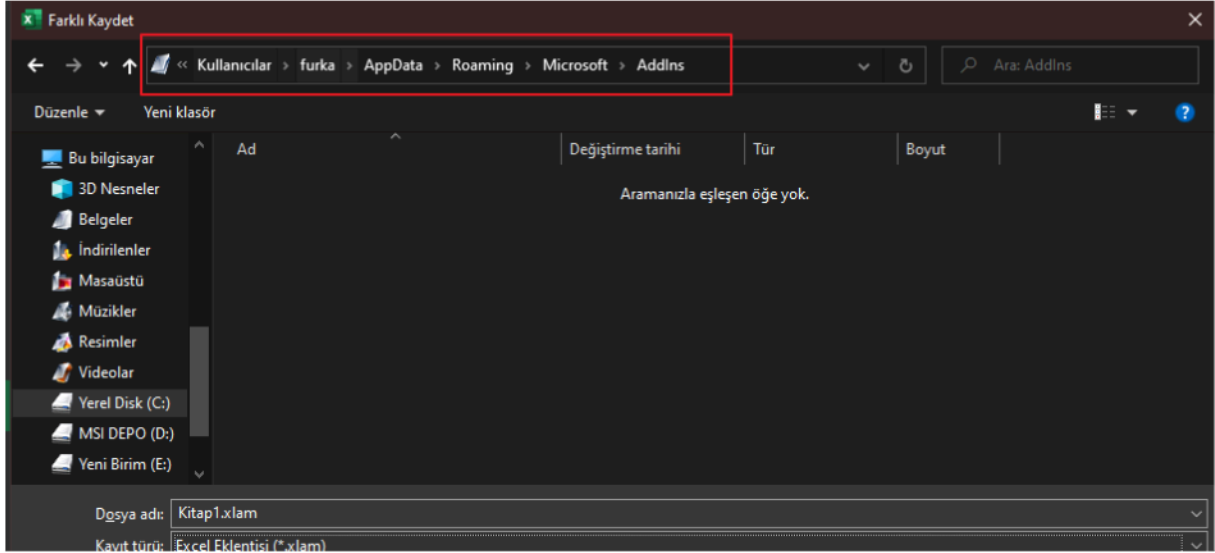 Farklı Kaydet
« Kullanıcılar > furka > AppData > Roaming > Microsoft > AddIns
Ara: AddIns
Düzenle
Yeni klasör
Ad
Değiştirme tarihi
Tür
Boyut
Aramanızla eşleşen öğe yok.
Bu bilgisayar
3D Nesneler
Belgeler
İndirilenler
Masaüstü
Müzikler
Resimler
Videolar
Yerel Disk (C:)
MSI DEPO (D:)
Yeni Birim (E:)
Dosya adı: Kitap1.xlam
Kayıt türü: Excel Eklentisi (*.xlam)